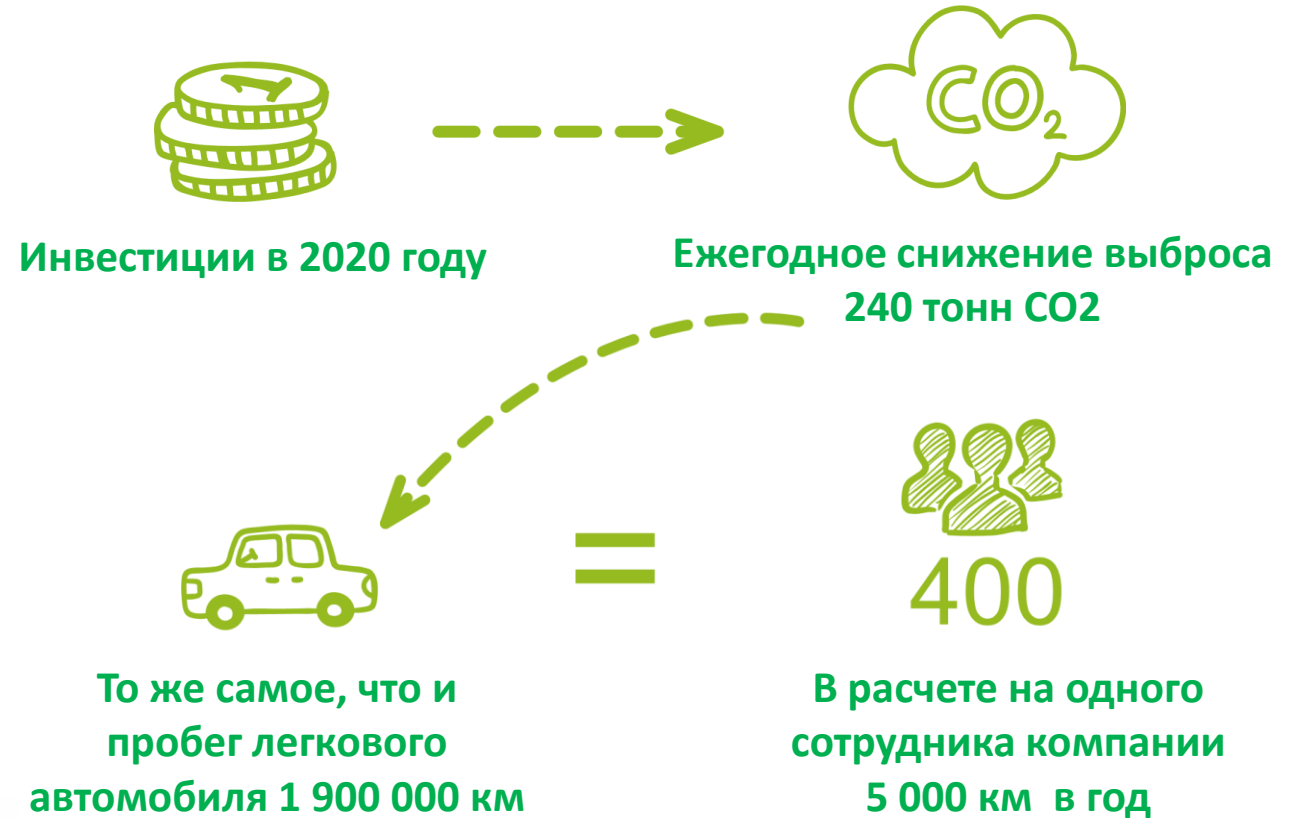 CO2
Инвестиции в 2020 году
Ежегодное снижение выброса
240 тонн СО2
400
То же самое, что и
пробег легкового
автомобиля 1 900 000 км
В расчете на одного
сотрудника компании
5 000 км в год